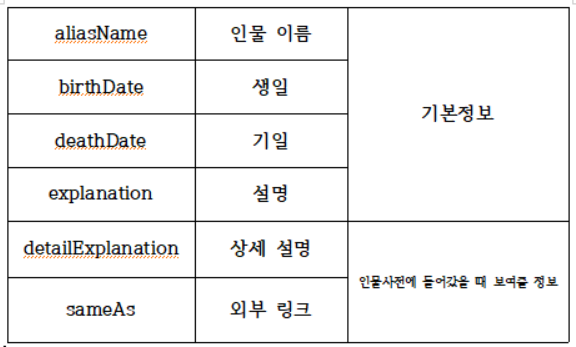 aliasName 인물 이름
birthDate 생일
기본정보
deathDate 기일
explanation 설명
detailExplanation 상세 설명
인물사전에 들어갔을 때 보여줄 정보
sameAs 외부 링크